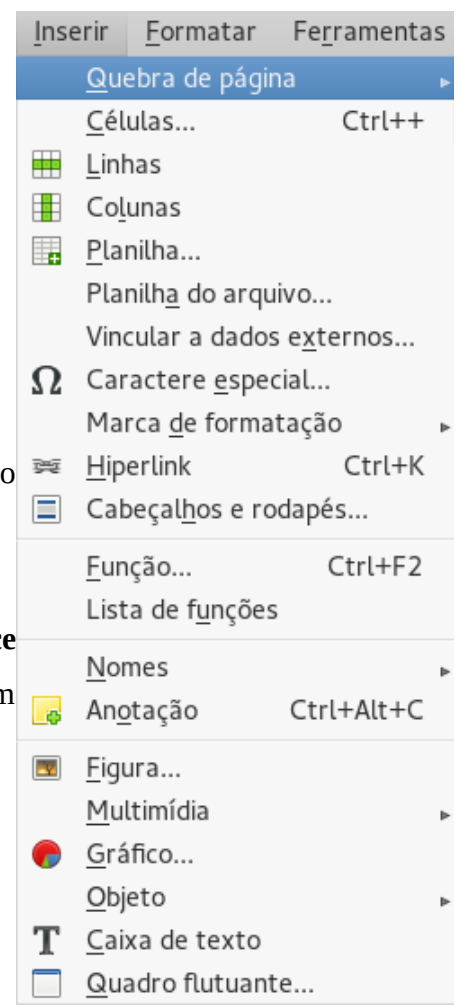 Inserir Formatar Ferramentas
Quebra de página
Células... Ctrl++
Linhas
Colunas
Planilha...
Planilha do arquivo...
Vincular a dados externos...
Caractere especial...
Marca de formatação
o
Hiperlink Ctrl+K
Cabeçalhos e rodapés...
Função... Ctrl+F2
Lista de funções
ce
Nomes
m
Anotação Ctrl+Alt+C
Figura...
Multimídia
Gráfico...
Objeto
Caixa de texto
Quadro flutuante...